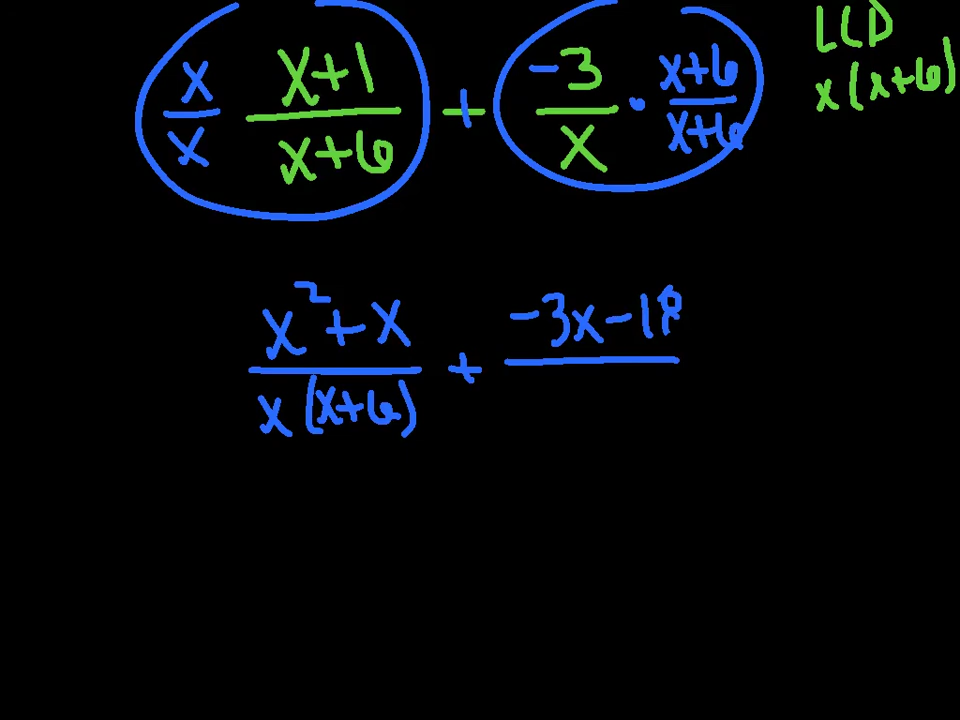 LCD
x(x+6)
x/x (x+1)/(x+6) + -3/x · (x+6)/(x+6)
(x²+x)/(x(x+6)) + (-3x-18)/